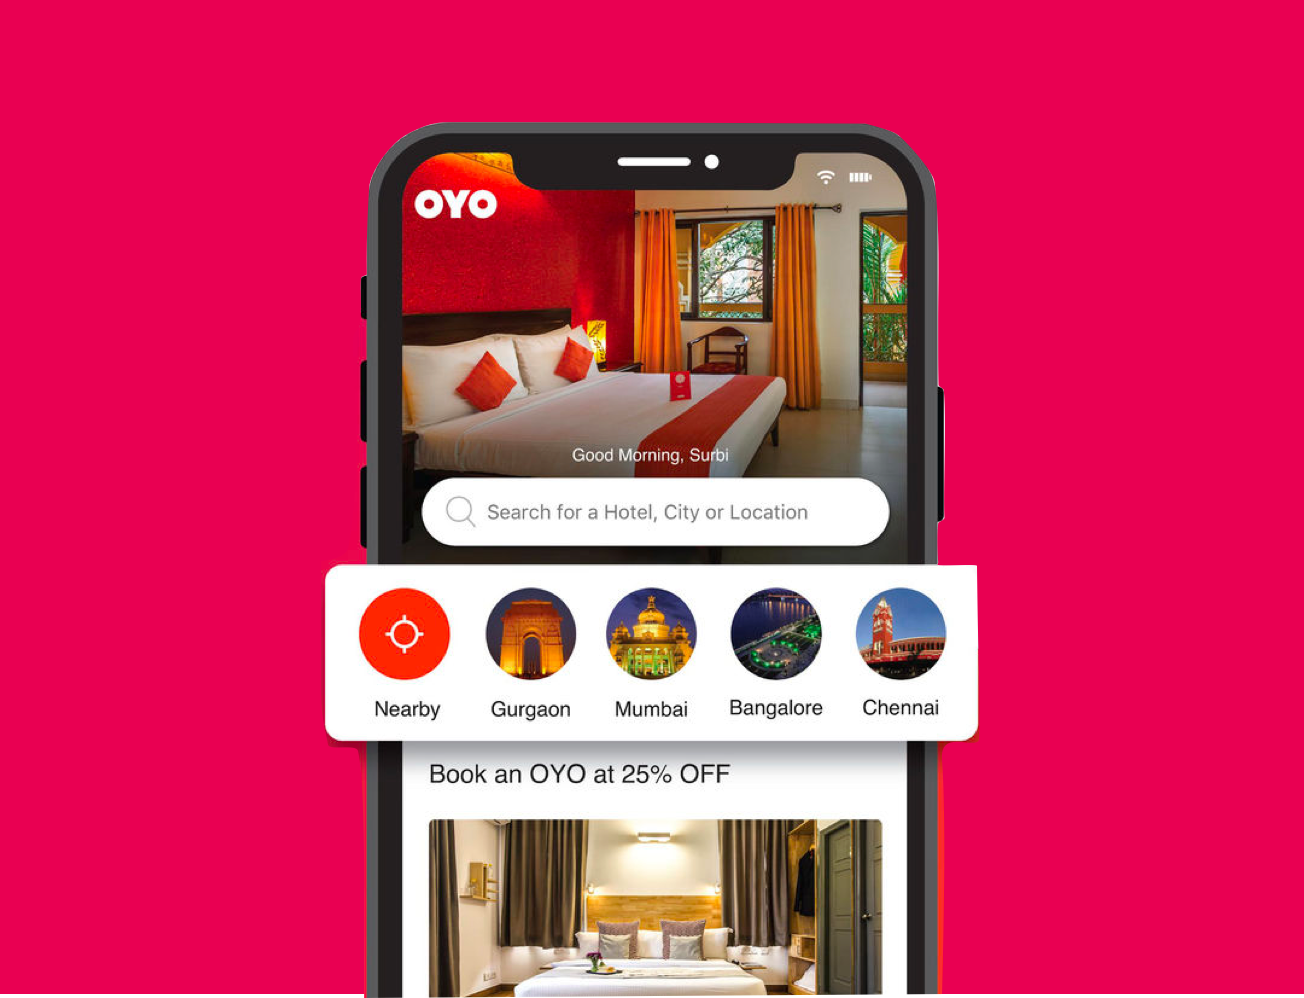 OYO
Good Morning, Surbi
Search for a Hotel, City or Location
Nearby
Gurgaon
Mumbai
Bangalore
Chennai
Book an OYO at 25% OFF